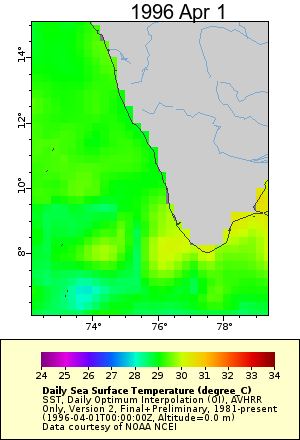 1996 Apr 1
14°
12°
10°
8°
74°
76°
78°
24 25 26 27 28 29 30 31 32 33 34
Daily Sea Surface Temperature (degree_C)
SST, Daily Optimum Interpolation (OI), AVHRR
Only, Version 2, Final+Preliminary, 1981-present
(1996-04-01T00:00:00Z, Altitude=0.0 m)
Data courtesy of NOAA NCEI